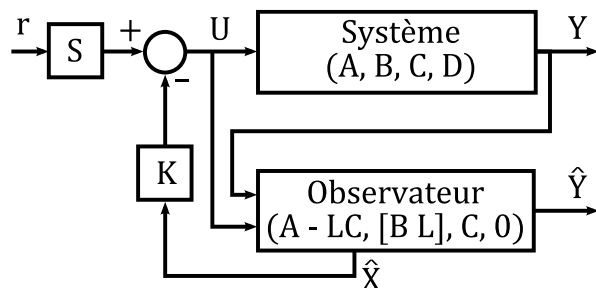 r
S
+
-
U
Système
(A, B, C, D)
Y
K
Observateur
(A - LC, [B L], C, 0)
Ŷ
X̂